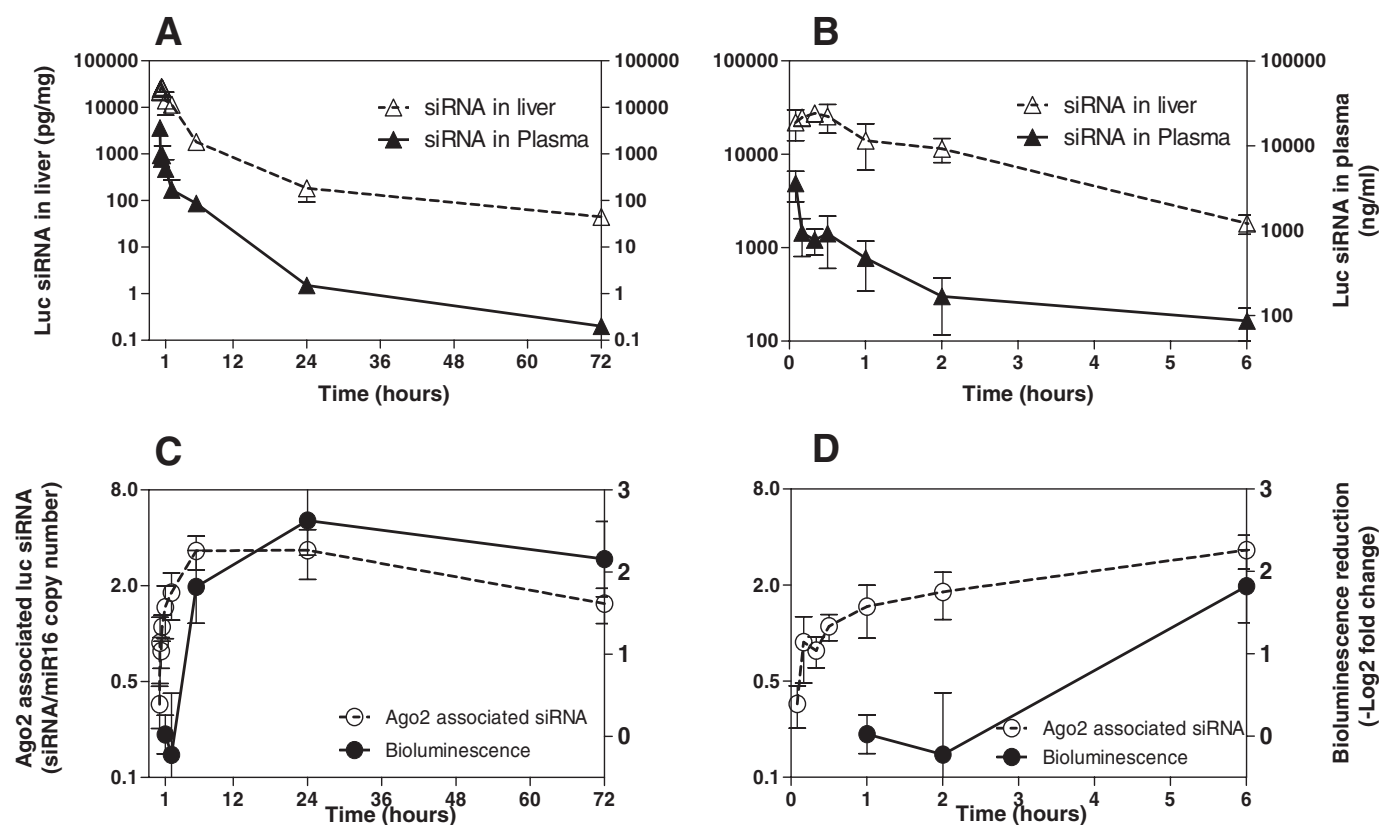 A
B
100000
10000
1000
100
10
1
0.1
Luc siRNA in liver (pg/mg)
siRNA in liver
siRNA in Plasma
100000
10000
1000
100
10
1
0.1
1 12 24 36 48 60 72
Time (hours)
100000
10000
1000
100
siRNA in liver
siRNA in Plasma
100000
10000
1000
100
Luc siRNA in plasma
(ng/ml)
0 1 2 3 4 5 6
Time (hours)
C
D
Ago2 associated luc siRNA
(siRNA/miR16 copy number)
8.0
2.0
0.5
0.1
Ago2 associated siRNA
Bioluminescence
3
2
1
0
1 12 24 36 48 60 72
Time (hours)
8.0
2.0
0.5
0.1
Ago2 associated siRNA
Bioluminescence
3
2
1
0
Bioluminescence reduction
(-Log2 fold change)
0 1 2 3 4 5 6
Time (hours)